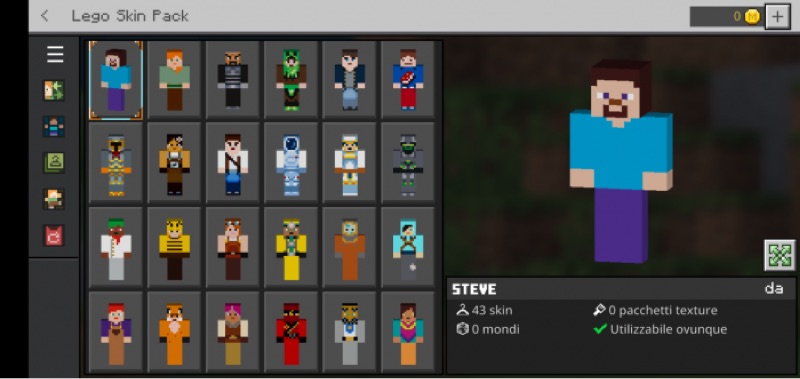 Lego Skin Pack
0
STEVE
da
43 skin
0 pacchetti texture
0 mondi
Utilizzabile ovunque